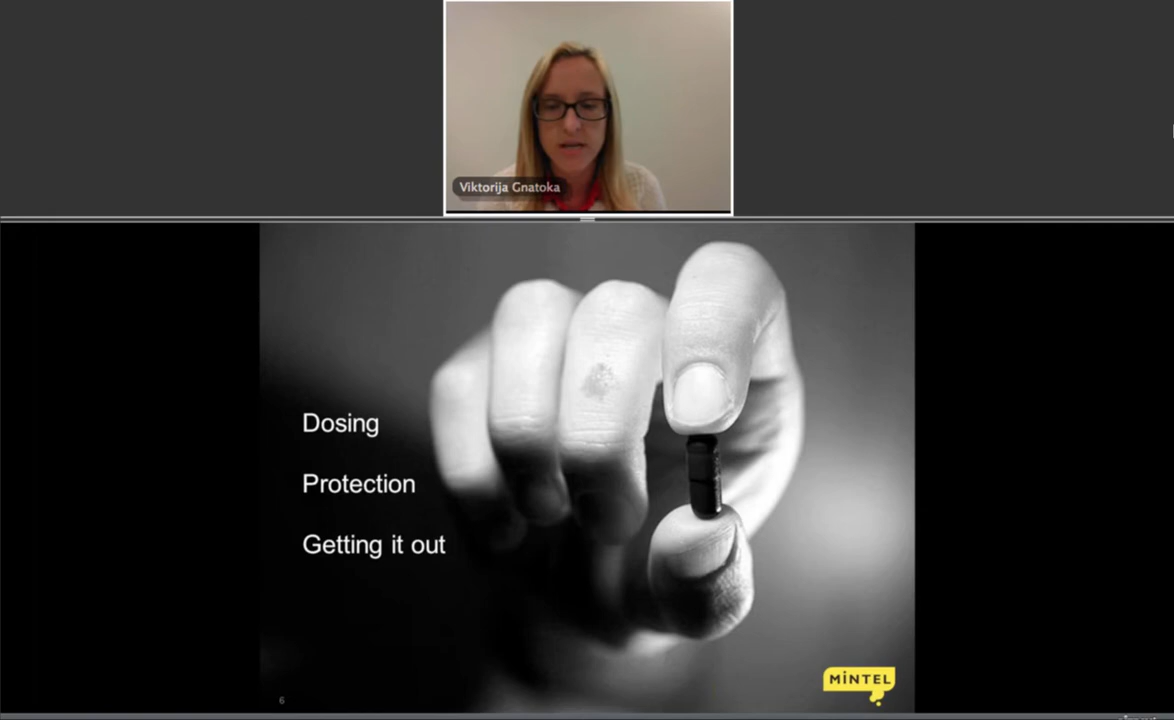 Viktorija Gnatoka
Dosing
Protection
Getting it out
6
MiNTEL